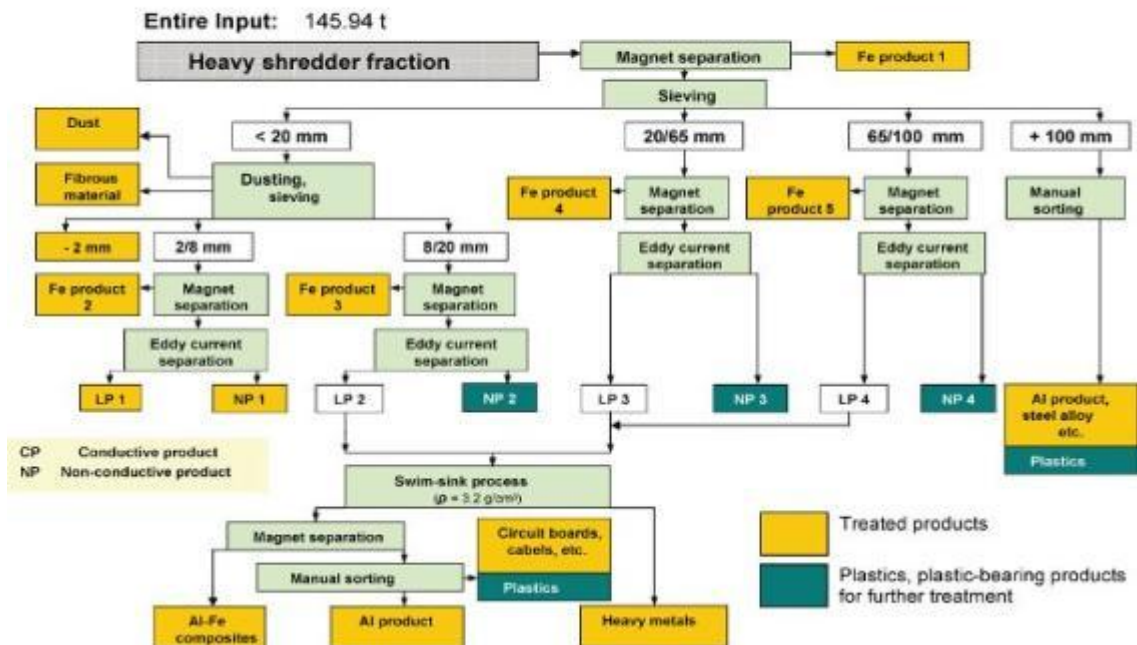 Entire Input: 145.94 t
Heavy shredder fraction
Magnet separation
Fe product 1
Sieving
Dust
< 20 mm
20/65 mm
65/100 mm
+ 100 mm
Fibrous
material
Dusting,
sieving
Fe product
4
Magnet
separation
Fe
product 5
Magnet
separation
Manual
sorting
- 2 mm
2/8 mm
8/20 mm
Eddy current
separation
Eddy current
separation
Fe product
2
Magnet
separation
Fe product
3
Magnet
separation
Eddy current
separation
Eddy current
separation
LP 1
NP 1
LP 2
NP 2
LP 3
NP 3
LP 4
NP 4
Al product,
steel alloy
etc.
Plastics
CP Conductive product
NP Non-conductive product
Swim-sink process
(ρ = 3.2 g/cm³)
Magnet separation
Circuit boards,
cabels, etc.
Plastics
Manual sorting
Al-Fe
composites
Al product
Heavy metals
Treated products
Plastics, plastic-bearing products
for further treatment